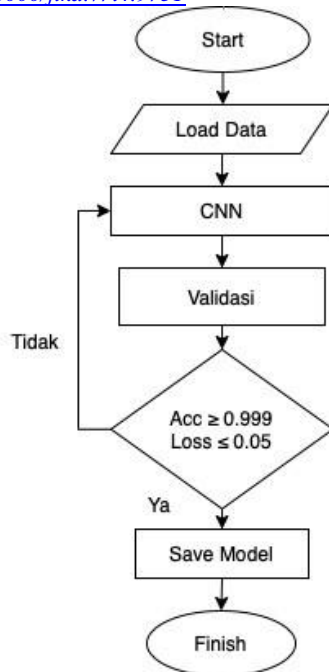 Start
Load Data
CNN
Validasi
Tidak
Acc ≥ 0.999
Loss ≤ 0.05
Ya
Save Model
Finish